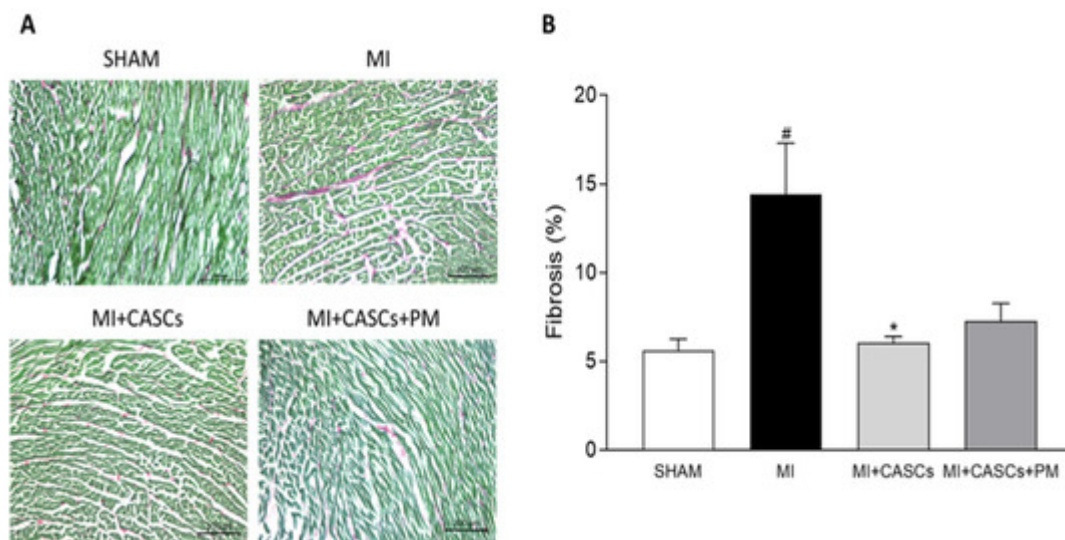 A
SHAM
MI
MI+CASCs
MI+CASCs+PM
B
Fibrosis (%)
20
15
10
5
0
#
*
SHAM
MI
MI+CASCs
MI+CASCs+PM